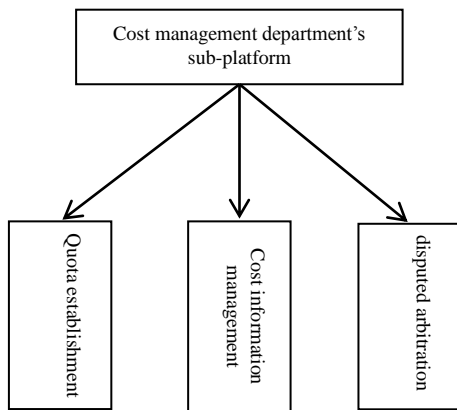 Cost management department's
sub-platform
Quota establishment
Cost information
management
disputed arbitration